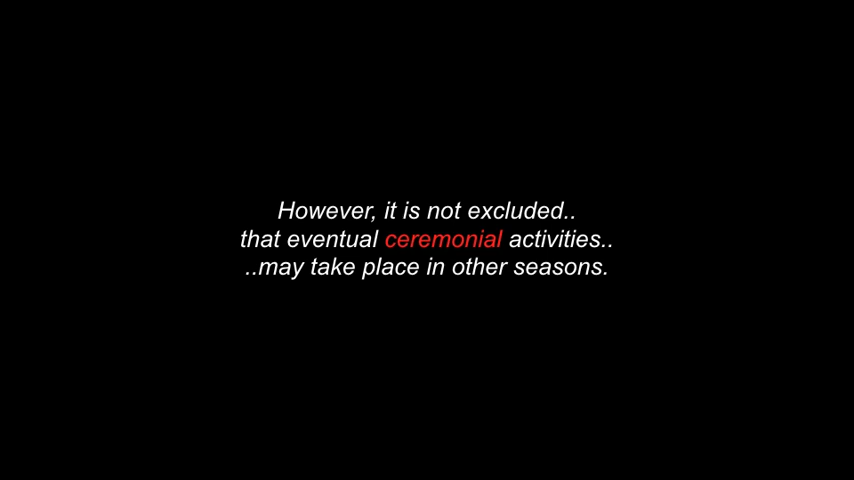 However, it is not excluded..
that eventual ceremonial activities..
..may take place in other seasons.